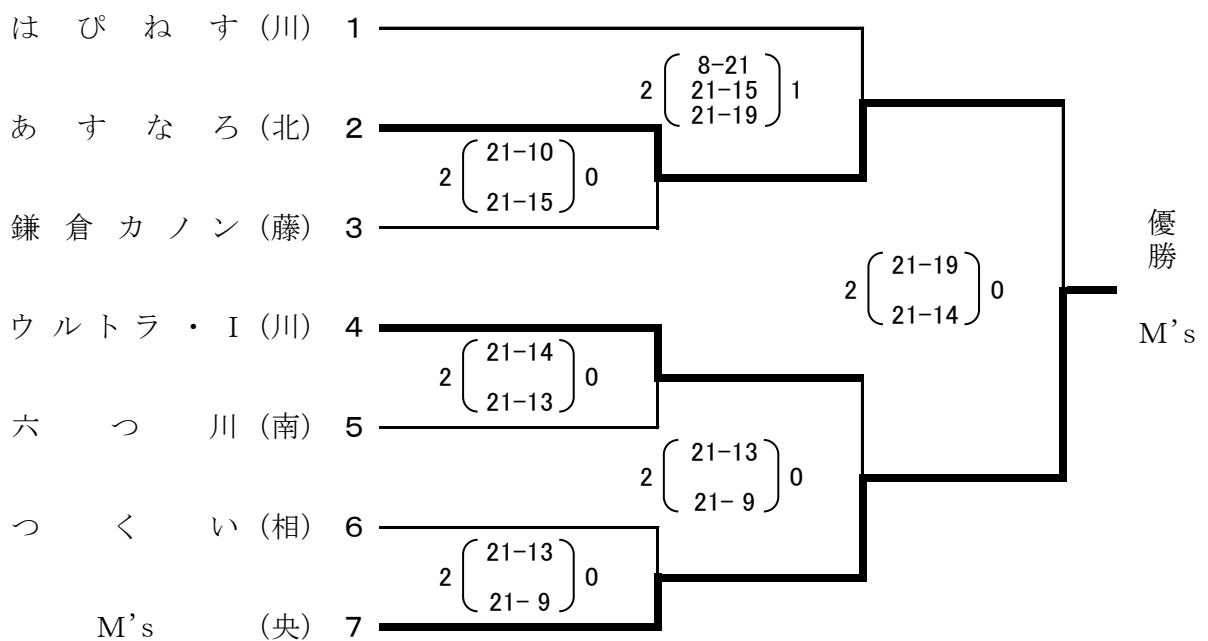 はぴねす (川) 1
8-21
2 21-15 1
21-19
あすなろ (北) 2
21-10
2 0
21-15
鎌倉カノン (藤) 3
優勝
21-19
2 0
21-14
ウルトラ・I (川) 4
M's
21-14
2 0
21-13
六つ川 (南) 5
21-13
2 0
21- 9
つくい (相) 6
21-13
2 0
21- 9
M's (央) 7